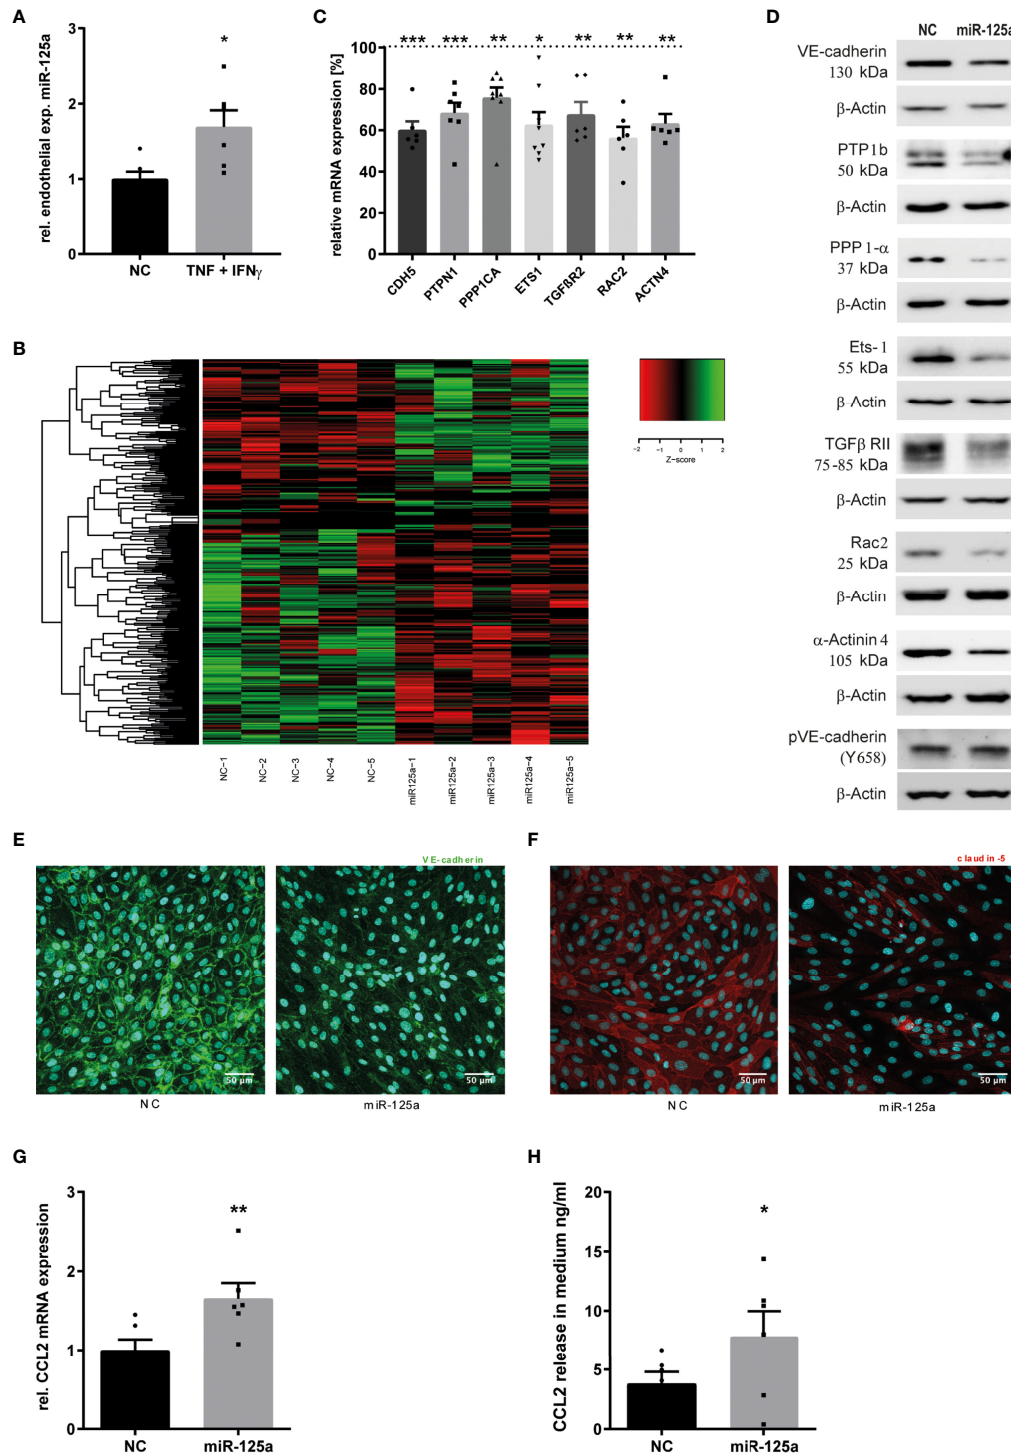 A
rel. endothelial exp. miR-125a
3
2
1
0
*
NC
TNF + IFNγ
C
relative mRNA expression [%]
100
80
60
40
20
0
*** *** ** * ** ** **
CDH5
PTPN1
PPP1CA
ETS1
TGFßR2
RAC2
ACTN4
D
NC miR-125a
VE-cadherin
130 kDa
β-Actin
PTP1b
50 kDa
β-Actin
PPP 1-α
37 kDa
β-Actin
Ets-1
55 kDa
β-Actin
TGFβ RII
75-85 kDa
β-Actin
Rac2
25 kDa
β-Actin
α-Actinin 4
105 kDa
β-Actin
pVE-cadherin
(Y658)
β-Actin
B
-2 -1 0 1 2
Z-score
NC-1
NC-2
NC-3
NC-4
NC-5
miR125a-1
miR125a-2
miR125a-3
miR125a-4
miR125a-5
E
VE-cadherin
50 µm
50 µm
NC
miR-125a
F
claudin-5
50 µm
50 µm
NC
miR-125a
G
rel. CCL2 mRNA expression
3
2
1
0
**
NC
miR-125a
H
CCL2 release in medium ng/ml
20
15
10
5
0
*
NC
miR-125a